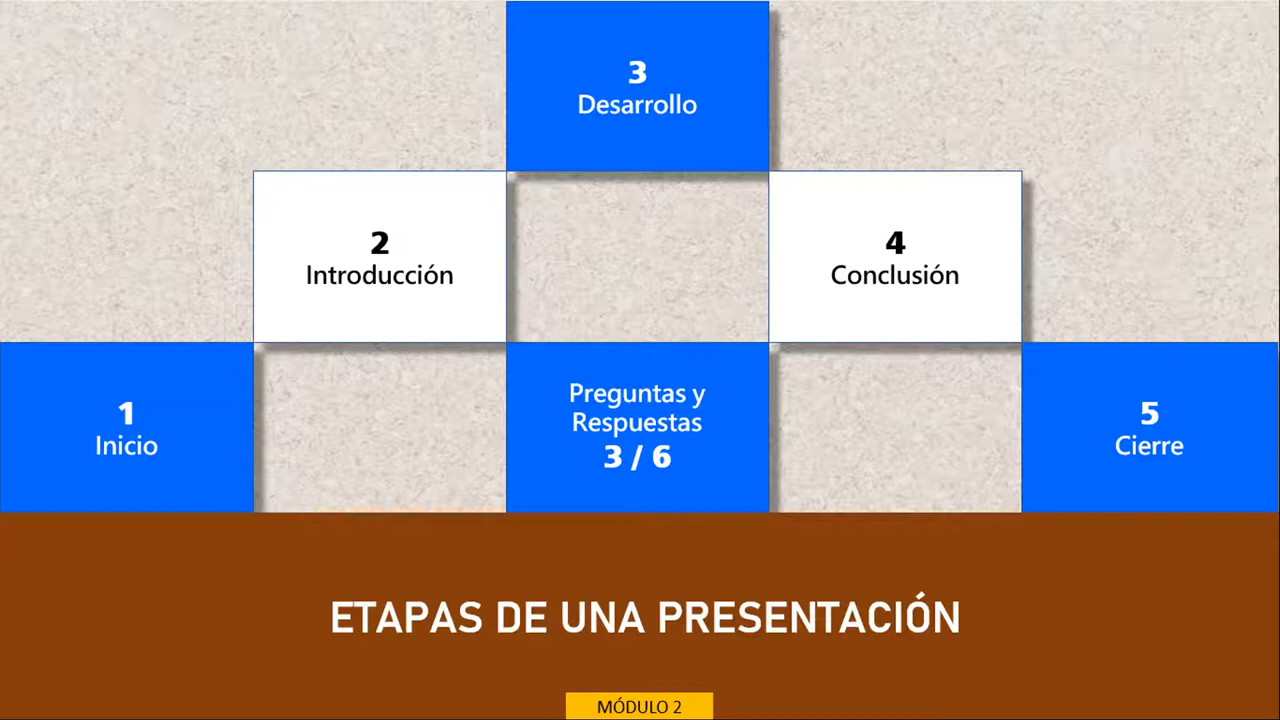 3
Desarrollo
2
Introducción
4
Conclusión
1
Inicio
Preguntas y
Respuestas
3 / 6
5
Cierre
ETAPAS DE UNA PRESENTACIÓN
MÓDULO 2